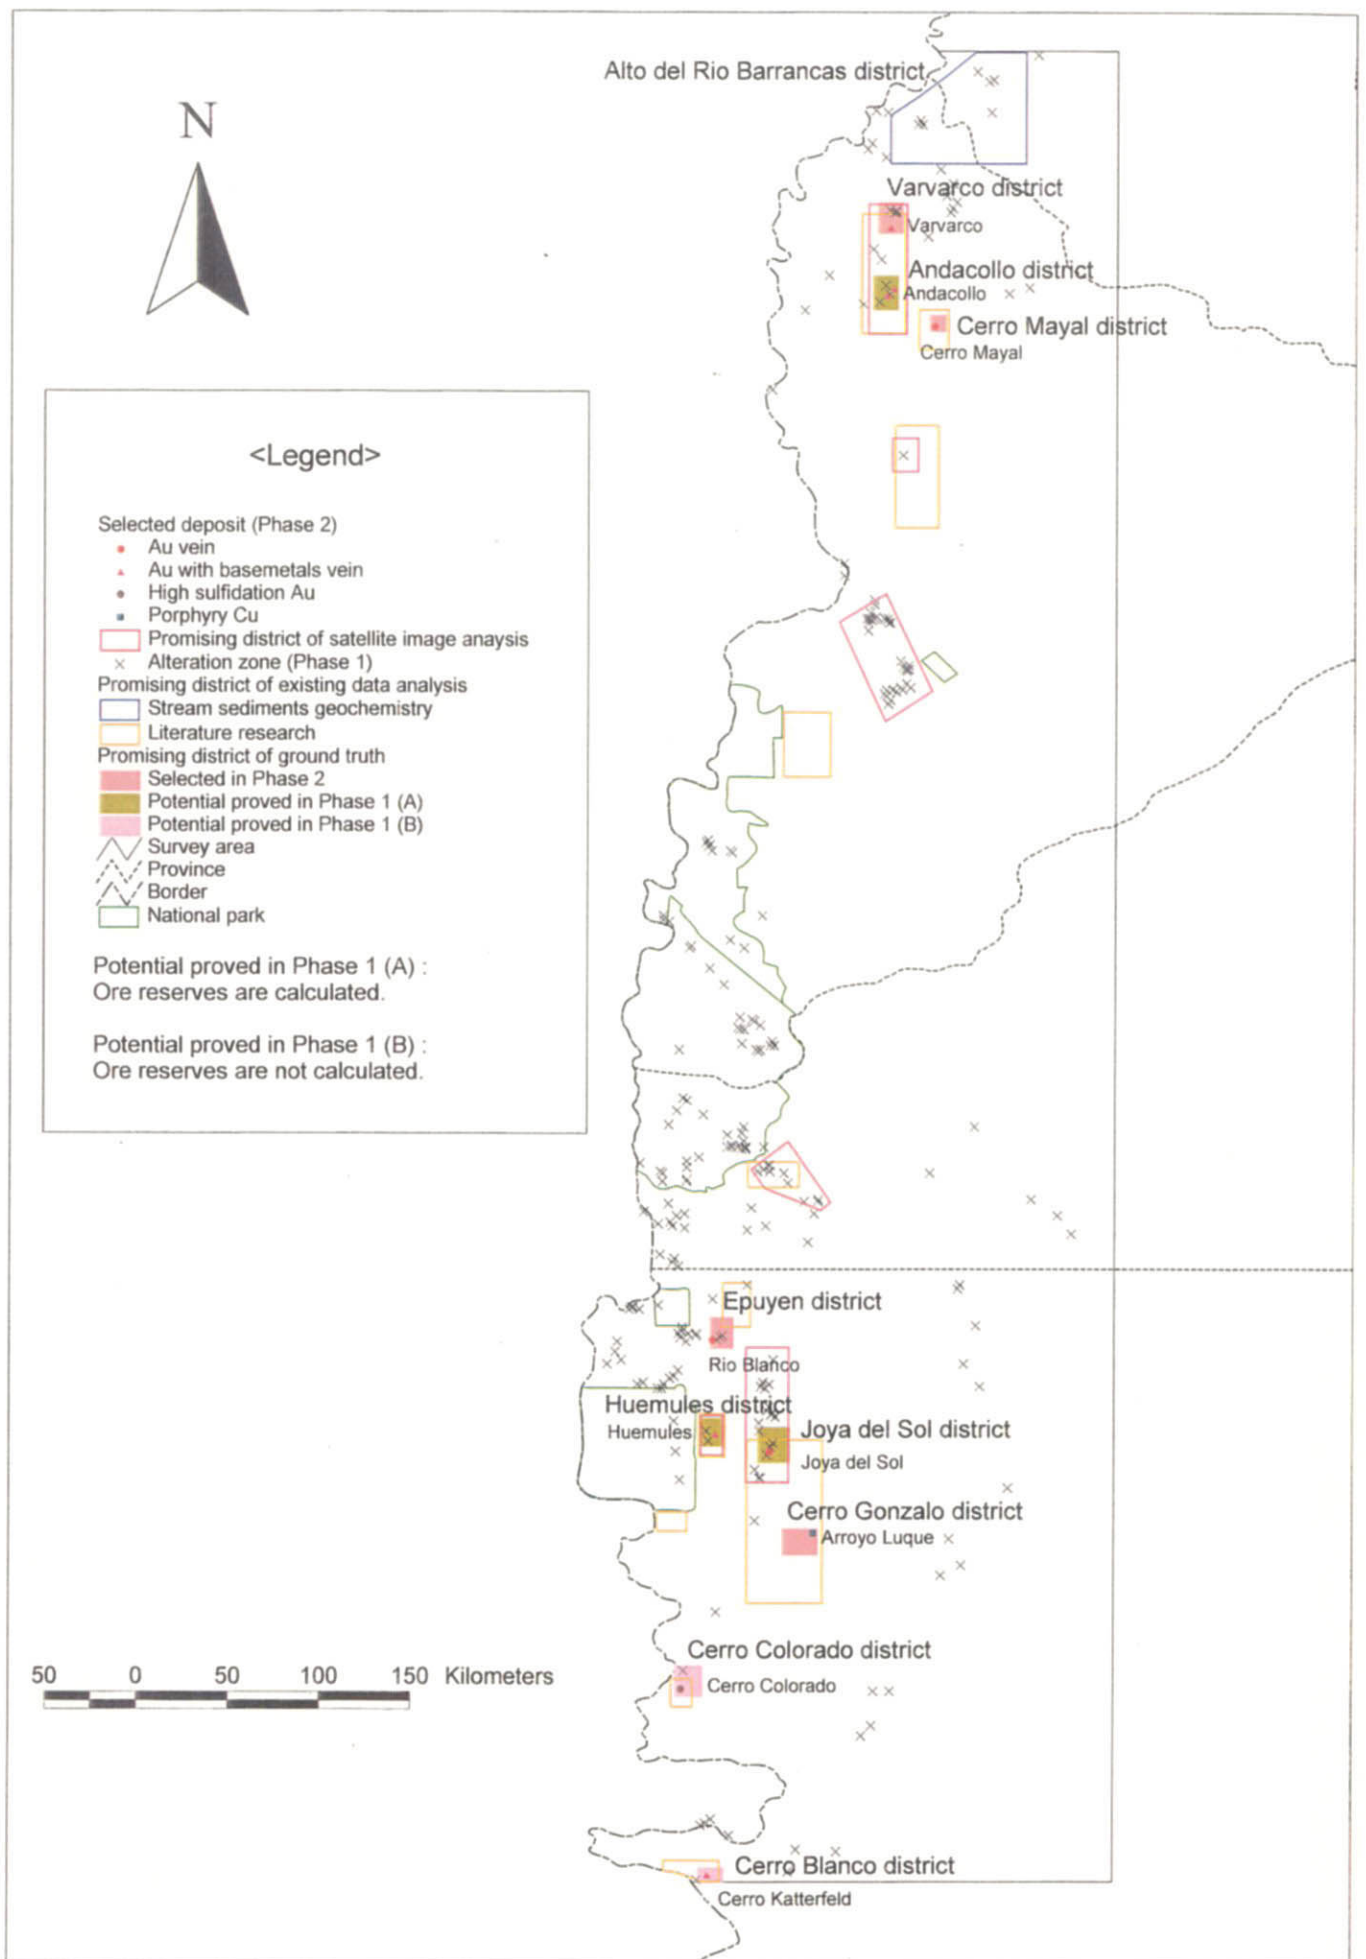 Alto del Rio Barrancas district
N
Varvarco district
Varvarco
Andacollo district
Andacollo
Cerro Mayal district
Cerro Mayal
<Legend>
Selected deposit (Phase 2)
Au vein
Au with basemetals vein
High sulfidation Au
Porphyry Cu
Promising district of satellite image anaysis
Alteration zone (Phase 1)
Promising district of existing data analysis
Stream sediments geochemistry
Literature research
Promising district of ground truth
Selected in Phase 2
Potential proved in Phase 1 (A)
Potential proved in Phase 1 (B)
Survey area
Province
Border
National park
Potential proved in Phase 1 (A) :
Ore reserves are calculated.
Potential proved in Phase 1 (B) :
Ore reserves are not calculated.
Epuyen district
Rio Blanco
Huemules district
Huemules
Joya del Sol district
Joya del Sol
Cerro Gonzalo district
Arroyo Luque
Cerro Colorado district
Cerro Colorado
50 0 50 100 150 Kilometers
Cerro Blanco district
Cerro Katterfeld